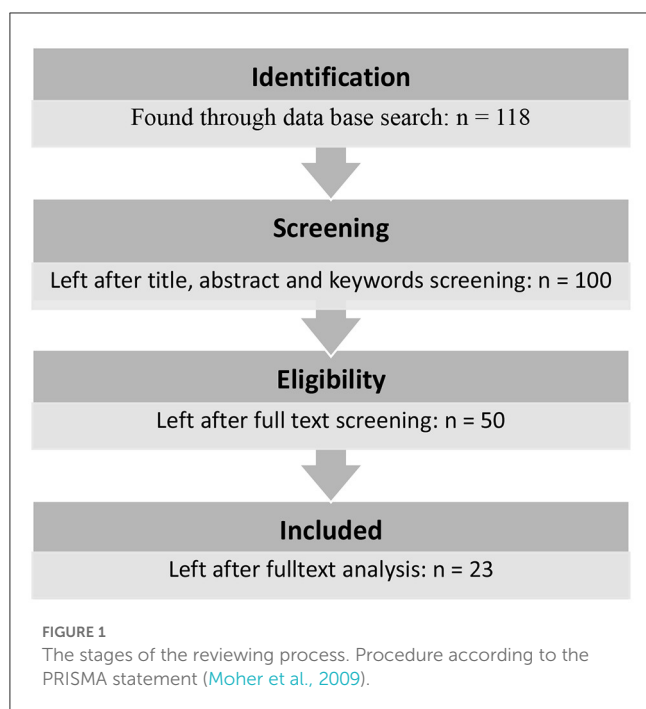 Identification
Found through data base search: n = 118
Screening
Left after title, abstract and keywords screening: n = 100
Eligibility
Left after full text screening: n = 50
Included
Left after fulltext analysis: n = 23
FIGURE 1
The stages of the reviewing process. Procedure according to the
PRISMA statement (Moher et al., 2009).